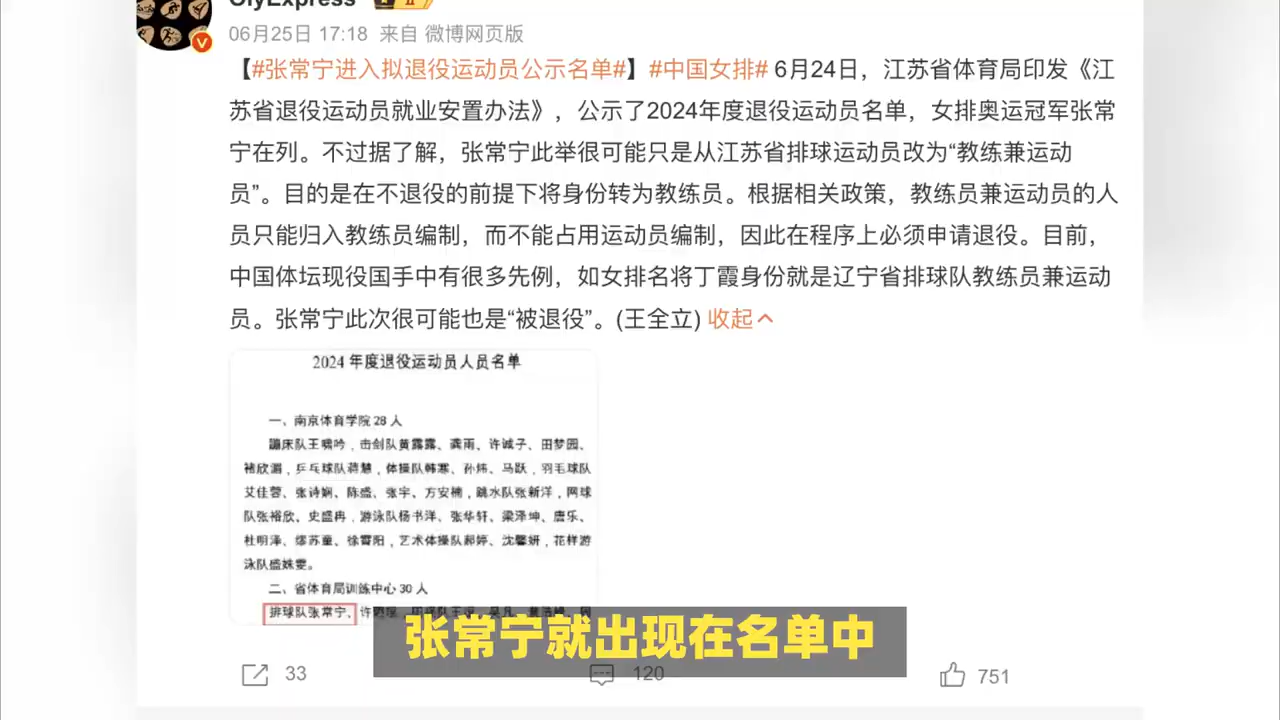 OlyExpress
06月25日 17:18 来自 微博网页版
【#张常宁进入拟退役运动员公示名单#】#中国女排# 6月24日，江苏省体育局印发《江
苏省退役运动员就业安置办法》，公示了2024年度退役运动员名单，女排奥运冠军张常
宁在列。不过据了解，张常宁此举很可能只是从江苏省排球运动员改为“教练兼运动
员”。目的是在不退役的前提下将身份转为教练员。根据相关政策，教练员兼运动员的人
员只能归入教练员编制，而不能占用运动员编制，因此在程序上必须申请退役。目前，
中国体坛现役国手中有很多先例，如女排名将丁霞身份就是辽宁省排球队教练员兼运动
员。张常宁此次很可能也是“被退役”。(王全立) 收起
2024 年度退役运动员人员名单
一、南京体育学院 28 人
蹦床队王曦吟，击剑队黄露露、龚雨、许诚子、田梦园、
褚欣湄，乒乓球队蒋慧，体操队韩寒、孙炜、马跃，羽毛球队
艾佳蓉、张诗娴、陈盛、张宇、方安楠，跳水队张新洋，网球
队张裕欣、史盛冉，游泳队杨书洋、张华轩、梁泽坤、唐乐、
杜明泽、缪苏童、徐霄阳，艺术体操队郝婷、沈馨妍，花样游
泳队盛姝雯。
二、省体育局训练中心 30 人
排球队张常宁、许
张常宁就出现在名单中
33
120
751